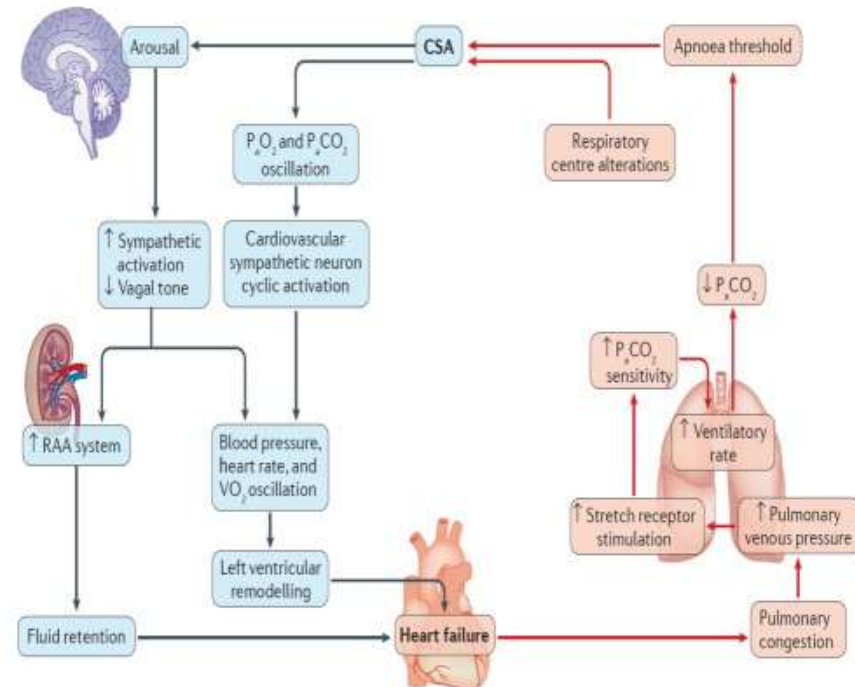 Arousal
CSA
Apnoea threshold
PaO2 and PaCO2
oscillation
Respiratory
centre alterations
↑ Sympathetic
activation
↓ Vagal tone
Cardiovascular
sympathetic neuron
cyclic activation
↓ PaCO2
↑ PaCO2
sensitivity
↑ Ventilatory
rate
↑ RAA system
Blood pressure,
heart rate, and
VO2 oscillation
↑ Stretch receptor
stimulation
↑ Pulmonary
venous pressure
Left ventricular
remodelling
Fluid retention
Heart failure
Pulmonary
congestion